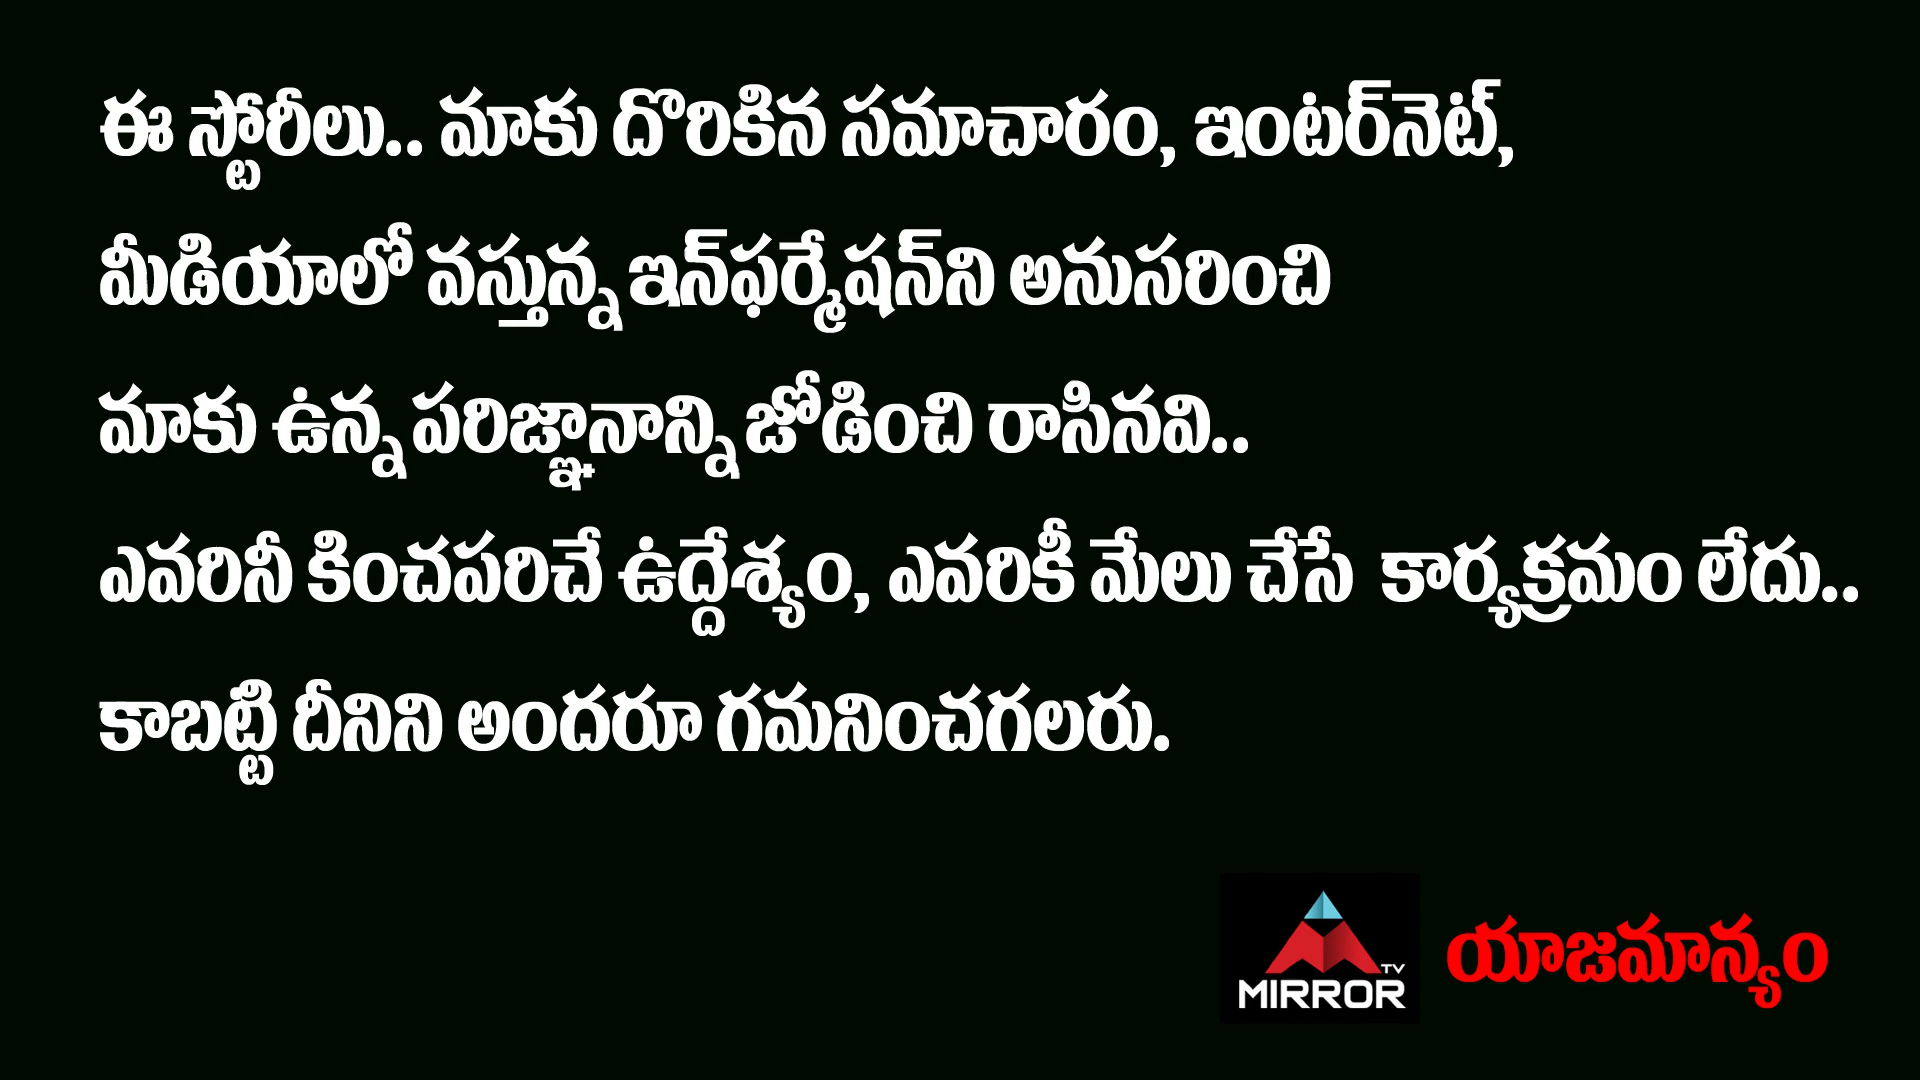 ఈ స్టోరీలు.. మాకు దొరికిన సమాచారం, ఇంటర్‌నెట్,
మీడియాలో వస్తున్న ఇన్‌ఫర్మేషన్‌ని అనుసరించి
మాకు ఉన్న పరిజ్ఞానాన్ని జోడించి రాసినవి..
ఎవరినీ కించపరిచే ఉద్దేశ్యం, ఎవరికీ మేలు చేసే కార్యక్రమం లేదు..
కాబట్టి దీనిని అందరూ గమనించగలరు.
TV
MIRROR
యాజమాన్యం